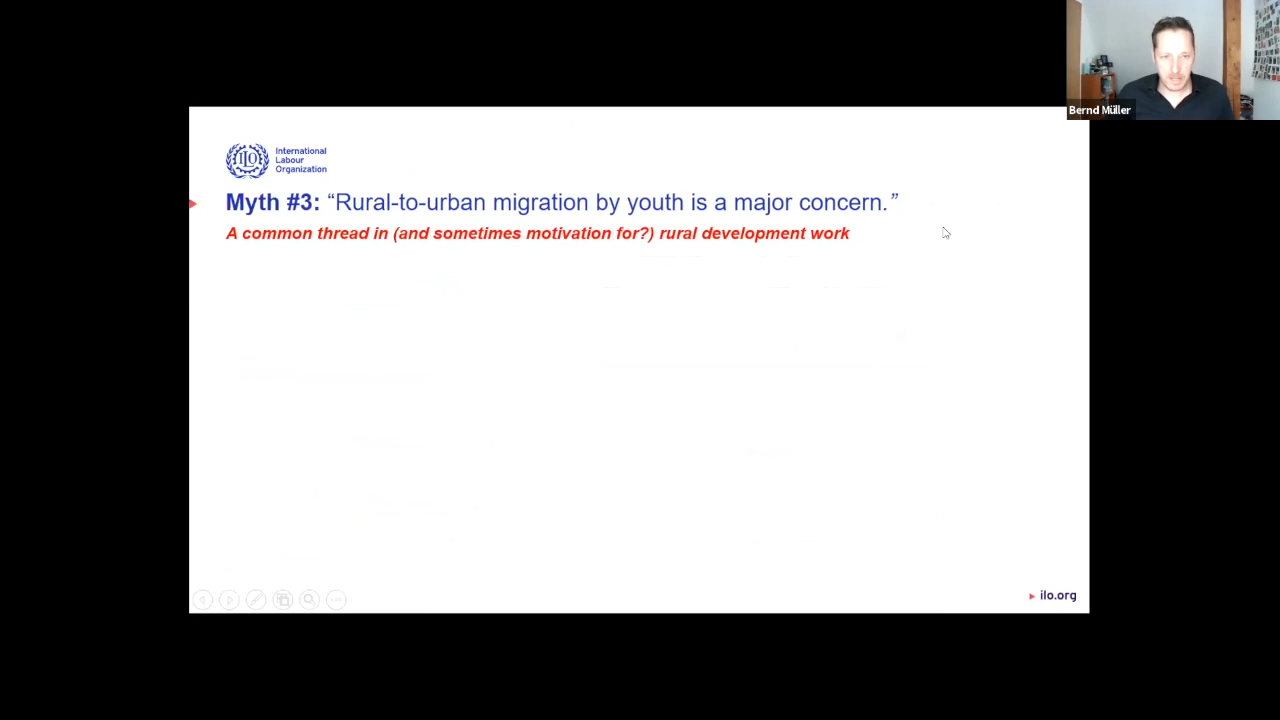 Bernd Müller
ILO
International
Labour
Organization
Myth #3: “Rural-to-urban migration by youth is a major concern.”
A common thread in (and sometimes motivation for?) rural development work
ilo.org